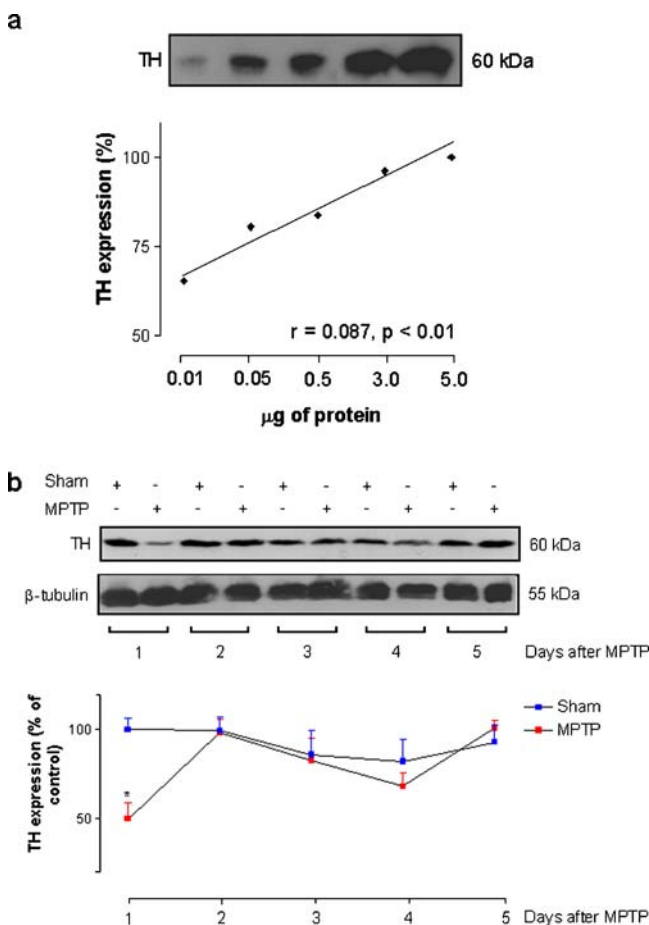 a
TH 60 kDa
TH expression (%)
100
75
50
r = 0.087, p < 0.01
0.01 0.05 0.5 3.0 5.0
μg of protein
b
Sham + - + - + - + - + -
MPTP - + - + - + - + - +
TH 60 kDa
β-tubulin 55 kDa
1 2 3 4 5 Days after MPTP
Sham
MPTP
TH expression (% of
control)
100
50
*
1 2 3 4 5 Days after MPTP